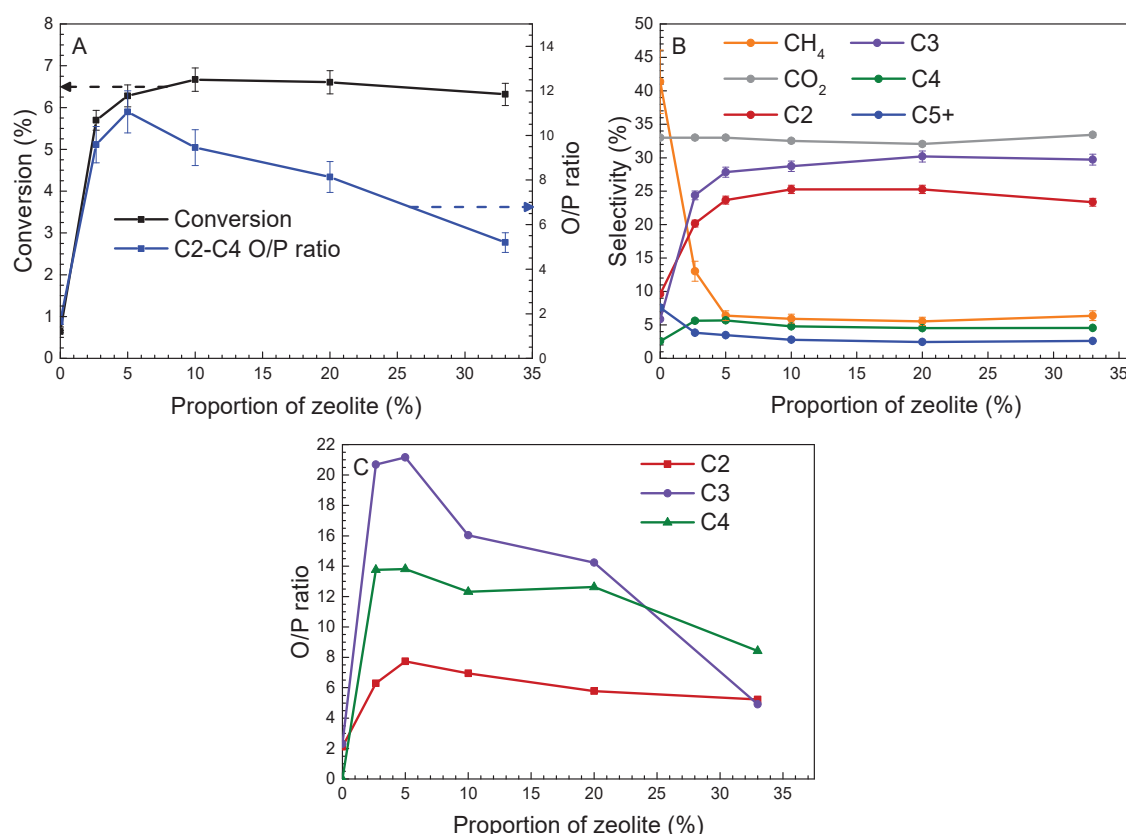 A
Conversion (%)
8
7
6
5
4
3
2
1
0
14
12
10
8
6
4
2
0
O/P ratio
Conversion
C2-C4 O/P ratio
0 5 10 15 20 25 30 35
Proportion of zeolite (%)
B
Selectivity (%)
50
45
40
35
30
25
20
15
10
5
0
CH4 C3
CO2 C4
C2 C5+
0 5 10 15 20 25 30 35
Proportion of zeolite (%)
C
O/P ratio
22
20
18
16
14
12
10
8
6
4
2
0
C2
C3
C4
0 5 10 15 20 25 30 35
Proportion of zeolite (%)